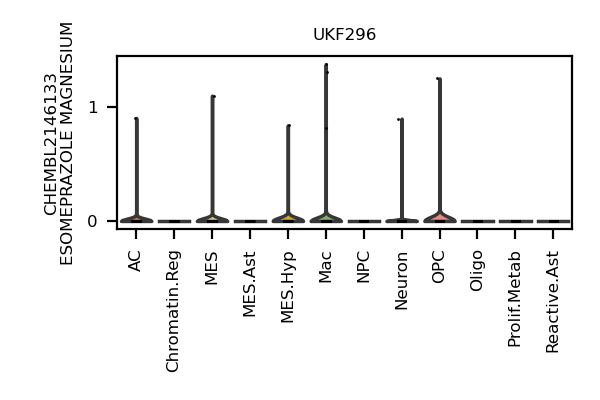 UKF296
CHEMBL2146133
ESOMEPRAZOLE MAGNESIUM
1
0
AC
Chromatin.Reg
MES
MES.Ast
MES.Hyp
Mac
NPC
Neuron
OPC
Oligo
Prolif.Metab
Reactive.Ast